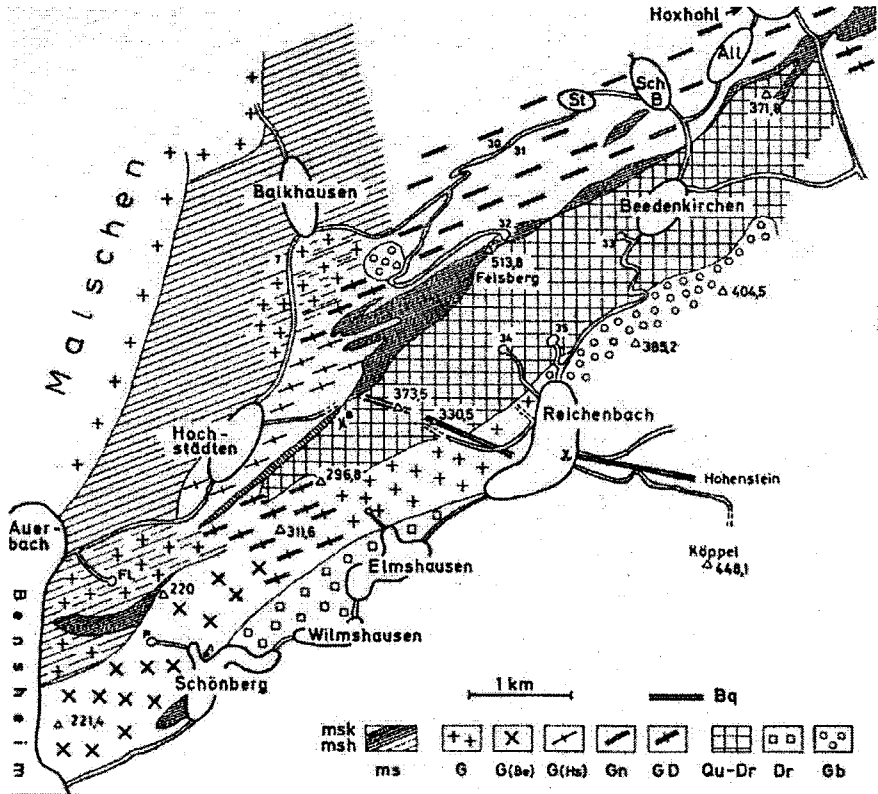 Hoxhohl
All.
Sch
B
St
371,8
30
31
Malschen
Balkhausen
Beedenkirchen
32
33
7
513,8
Felsberg
404,5
385,2
34
35
373,5
330,5
Reichenbach
Hoch-
städten
296,8
Hohenstein
Auer-
bach
311,6
Köppel
448,1
Fl.
220
Elmshausen
Wilmshausen
Schönberg
221,4
Bensheim
1 km
Bq
msk
msh
ms
G
G(Be)
G(Hs)
Gn
GD
Qu-Dr
Dr
Gb